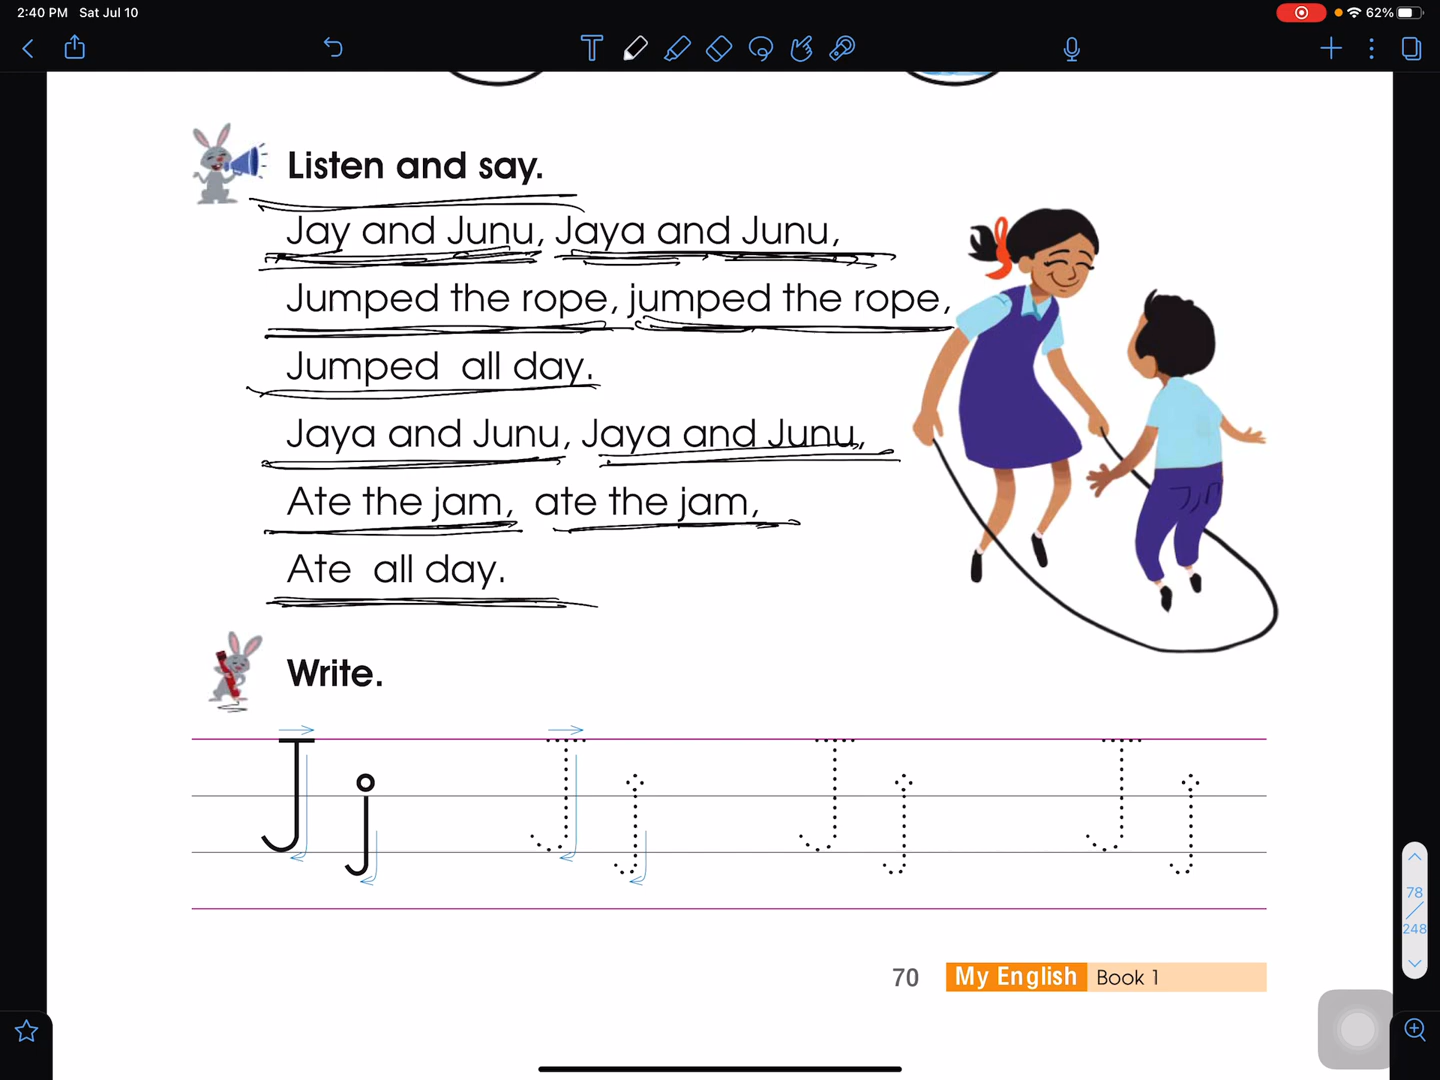 2:40 PM Sat Jul 10
62%
Listen and say.
Jay and Junu, Jaya and Junu,
Jumped the rope, jumped the rope,
Jumped all day.
Jaya and Junu, Jaya and Junu,
Ate the jam, ate the jam,
Ate all day.
Write.
J j J j J j J j
78
248
70 My English Book 1